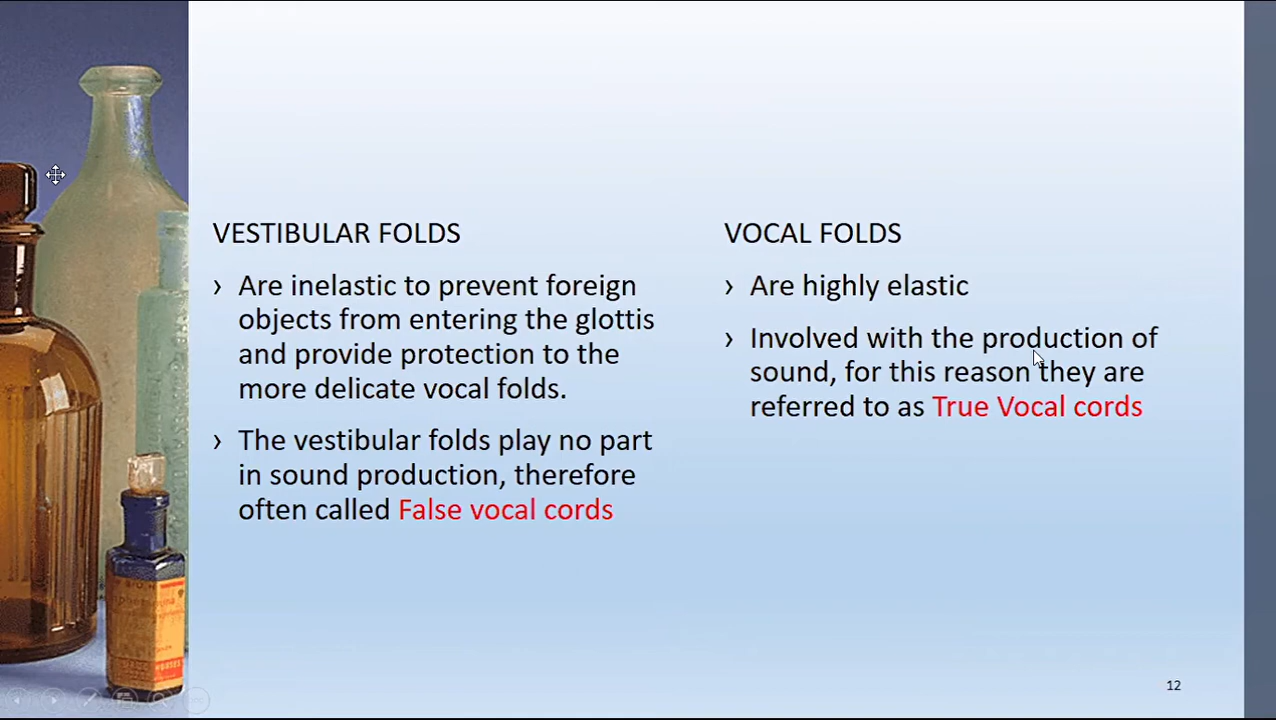 VESTIBULAR FOLDS
› Are inelastic to prevent foreign
objects from entering the glottis
and provide protection to the
more delicate vocal folds.
› The vestibular folds play no part
in sound production, therefore
often called False vocal cords
VOCAL FOLDS
› Are highly elastic
› Involved with the production of
sound, for this reason they are
referred to as True Vocal cords
12